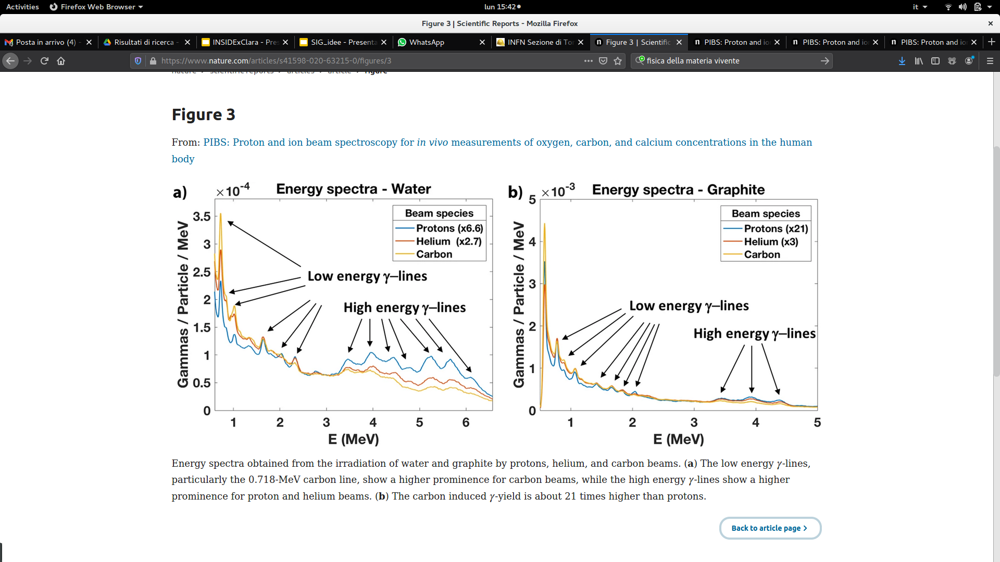 Activities Firefox Web Browser lun 15:42 it
Figure 3 | Scientific Reports - Mozilla Firefox
Posta in arrivo (4) - Risultati di ricerca - INSIDExClara - Pres SIG_idee - Presenta WhatsApp INFN Sezione di Tor Figure 3 | Scientific PIBS: Proton and io PIBS: Proton and io PIBS: Proton and io
https://www.nature.com/articles/s41598-020-63215-0/figures/3 fisica della materia vivente
nature > scientific reports > articles > article > figure
Figure 3
From: PIBS: Proton and ion beam spectroscopy for in vivo measurements of oxygen, carbon, and calcium concentrations in the human
body
a) ×10-4 Energy spectra - Water
Gammas / Particle / MeV
3.5
3
2.5
2
1.5
1
0.5
0
Beam species
Protons (x6.6)
Helium (x2.7)
Carbon
Low energy γ–lines
High energy γ–lines
1 2 3 4 5 6
E (MeV)
b) ×10-3 Energy spectra - Graphite
Gammas / Particle / MeV
5
4
3
2
1
0
Beam species
Protons (x21)
Helium (x3)
Carbon
Low energy γ–lines
High energy γ–lines
1 2 3 4 5
E (MeV)
Energy spectra obtained from the irradiation of water and graphite by protons, helium, and carbon beams. (a) The low energy γ-lines,
particularly the 0.718-MeV carbon line, show a higher prominence for carbon beams, while the high energy γ-lines show a higher
prominence for proton and helium beams. (b) The carbon induced γ-yield is about 21 times higher than protons.
Back to article page >